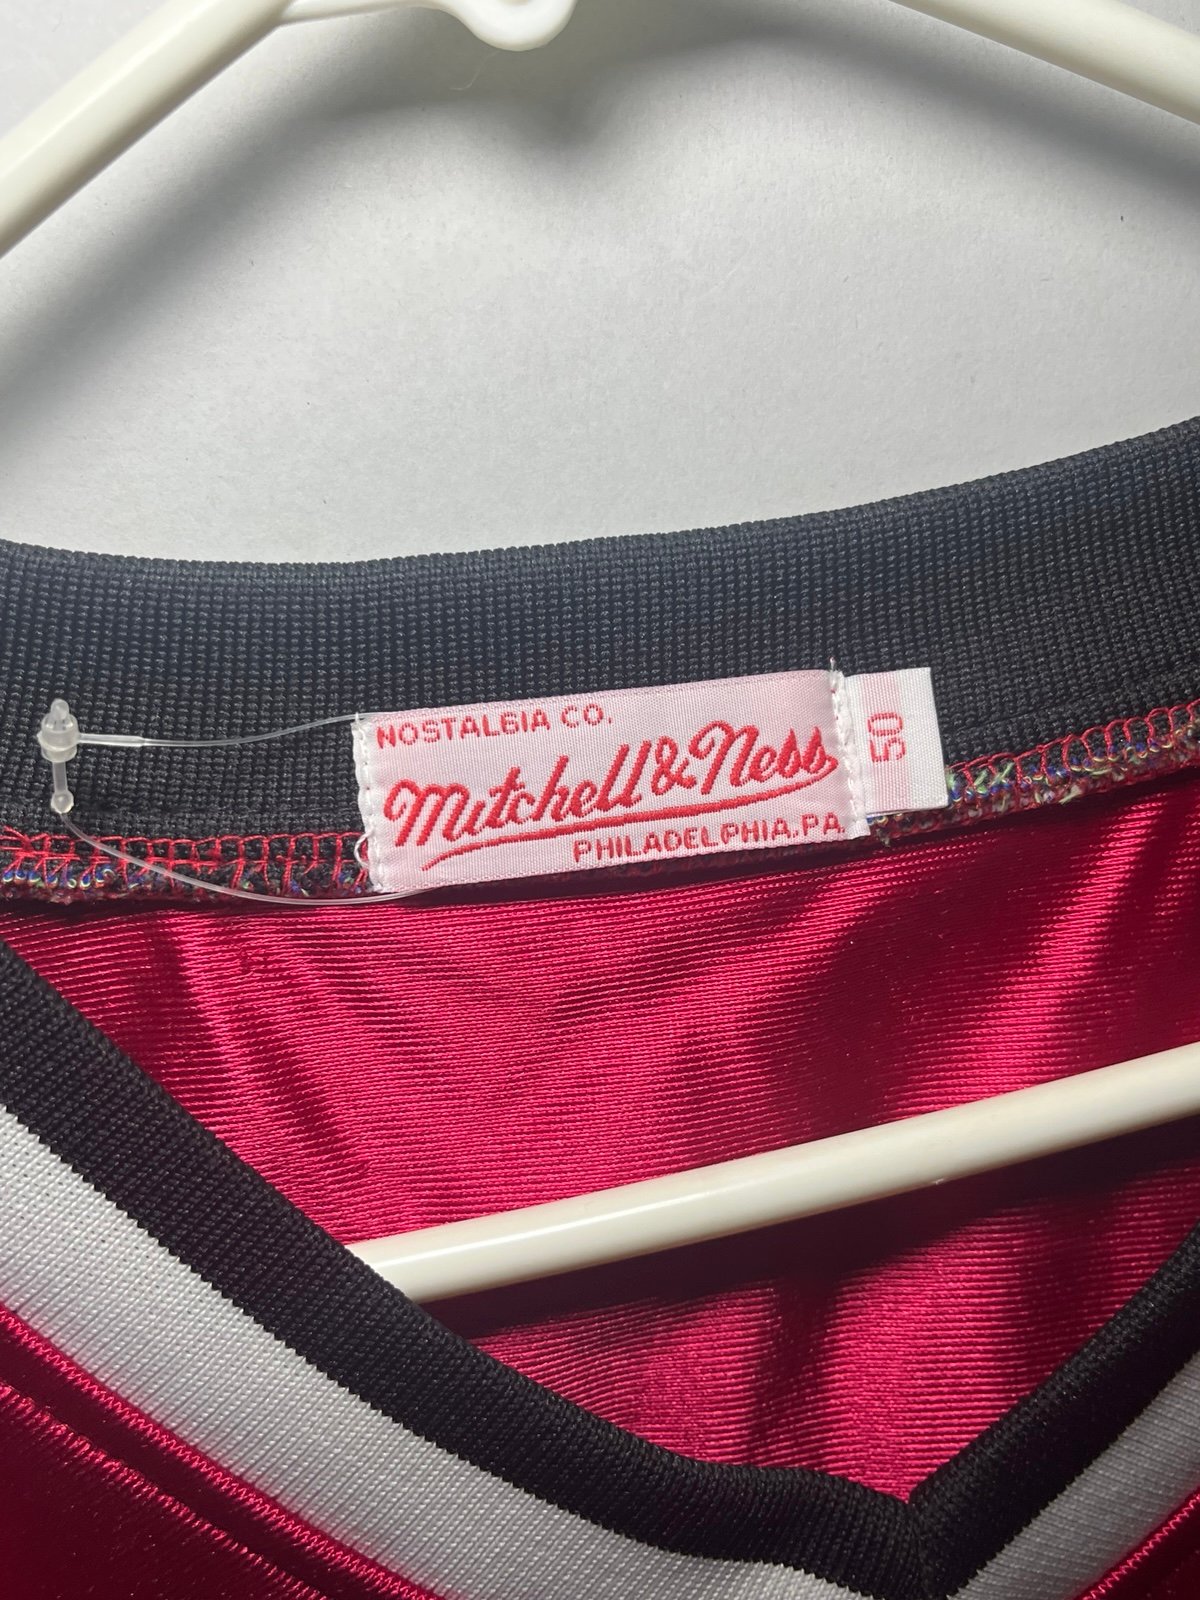 NOSTALGIA CO.
Mitchell & Ness
PHILADELPHIA, PA.
50